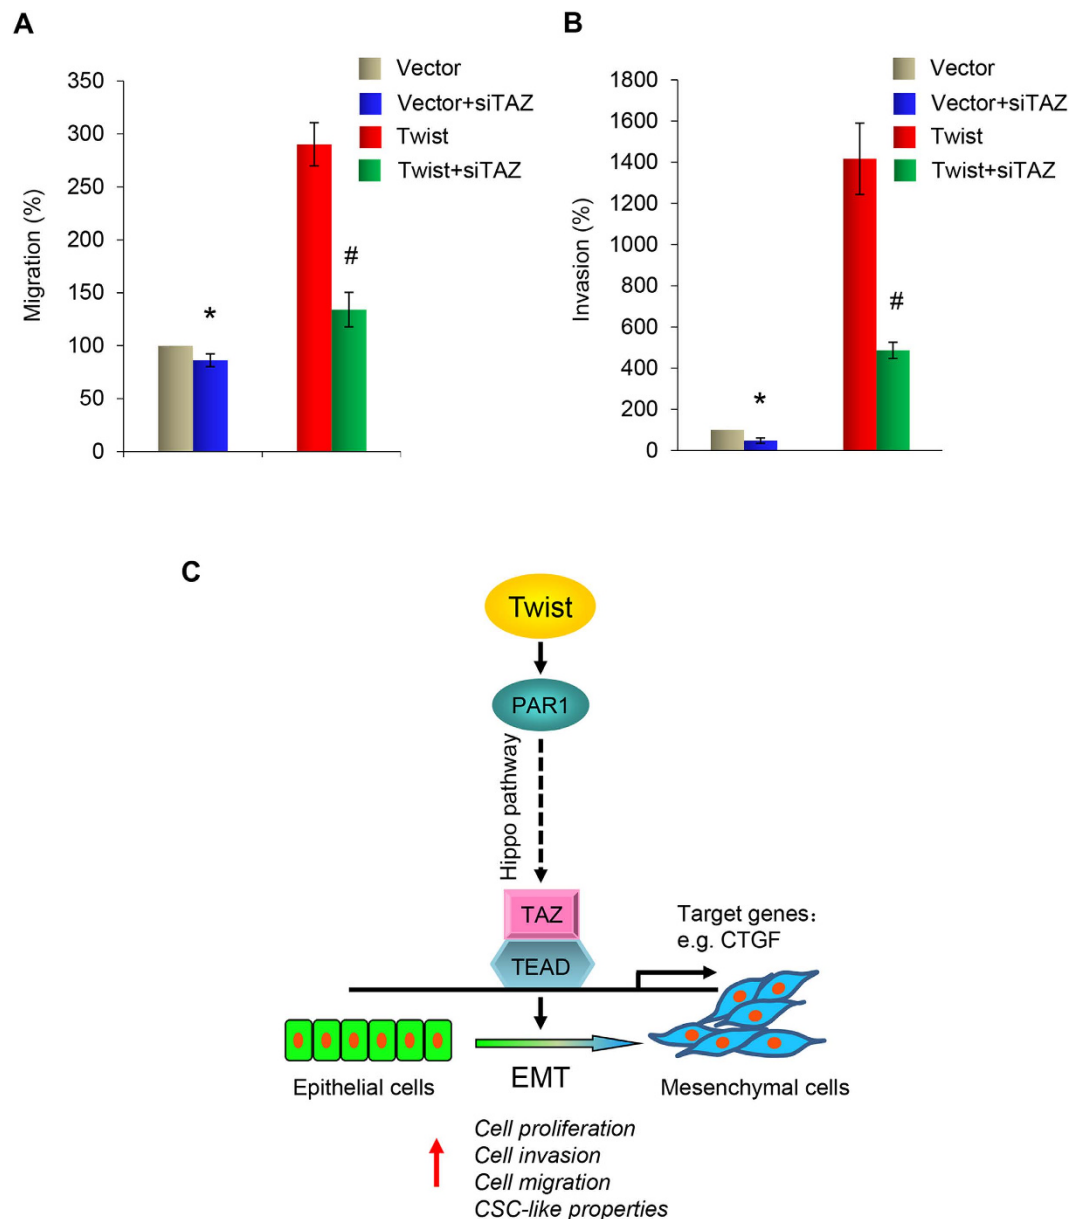 A
350
300
250
200
150
100
50
0
Migration (%)
Vector
Vector+siTAZ
Twist
Twist+siTAZ
*
#
B
1800
1600
1400
1200
1000
800
600
400
200
0
Invasion (%)
Vector
Vector+siTAZ
Twist
Twist+siTAZ
*
#
C
Twist
PAR1
Hippo pathway
TAZ
TEAD
Target genes:
e.g. CTGF
Epithelial cells
EMT
Mesenchymal cells
Cell proliferation
Cell invasion
Cell migration
CSC-like properties